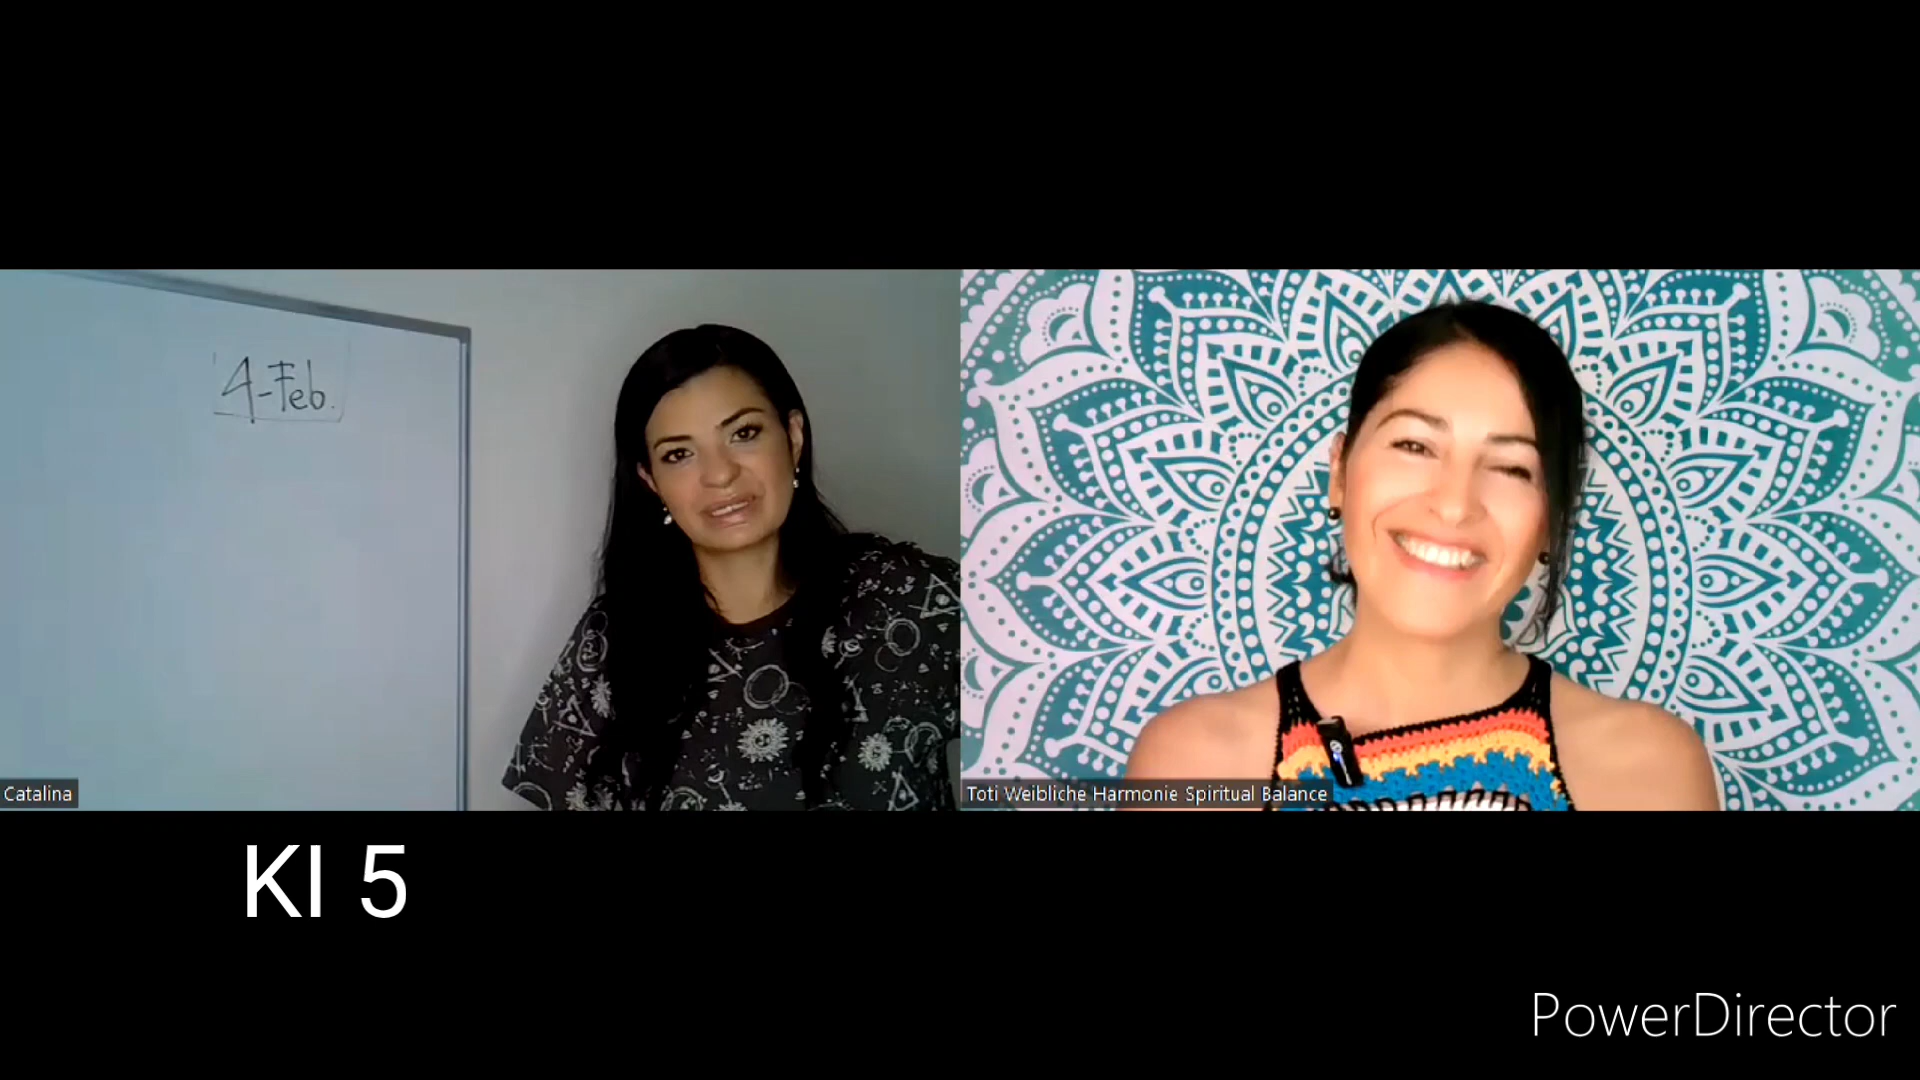 4-Feb.
Catalina
Toti Weibliche Harmonie Spiritual Balance
KI 5
PowerDirector